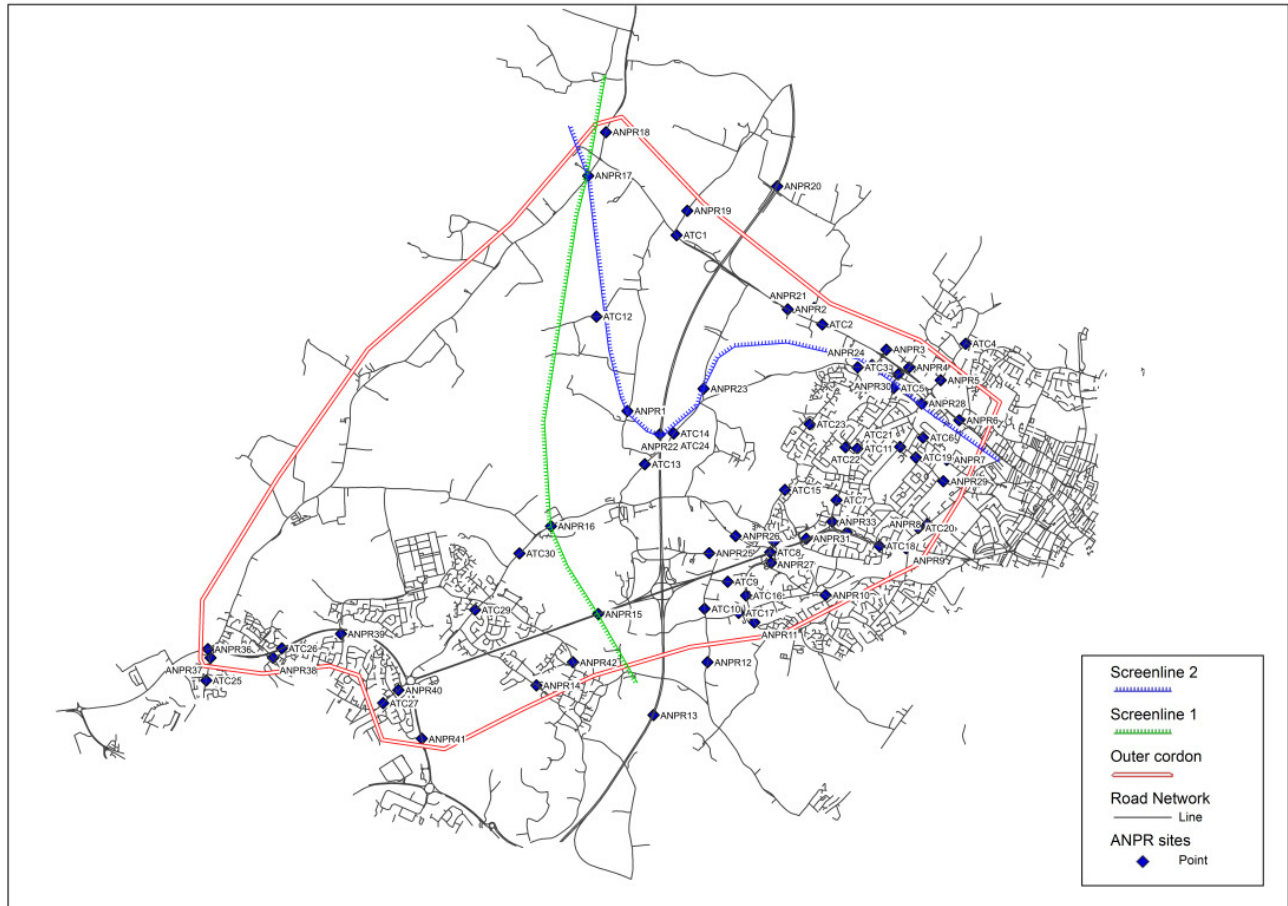 ANPR18
ANPR17
ANPR20
ANPR19
ATC1
ANPR21
ANPR2
ATC12
ATC2
ATC4
ANPR3
ANPR24
ATC3
ANPR4
ANPR5
ANPR23
ANPR30
ATC5
ANPR28
ANPR1
ANPR6
ATC23
ATC14
ANPR22
ATC24
ATC21
ATC6
ATC22
ATC11
ATC19
ANPR7
ATC13
ANPR29
ATC15
ATC7
ANPR16
ANPR33
ANPR8
ATC20
ANPR26
ANPR31
ATC18
ATC30
ANPR25
ATC8
ANPR27
ANPR9
ATC9
ATC29
ATC10
ATC16
ANPR10
ANPR15
ATC17
ANPR39
ANPR11
ANPR36
ATC26
ANPR37
ANPR38
ANPR42
ANPR12
ATC25
ANPR14
ANPR40
ATC27
ANPR13
ANPR41
Screenline 2
Screenline 1
Outer cordon
Road Network
Line
ANPR sites
Point